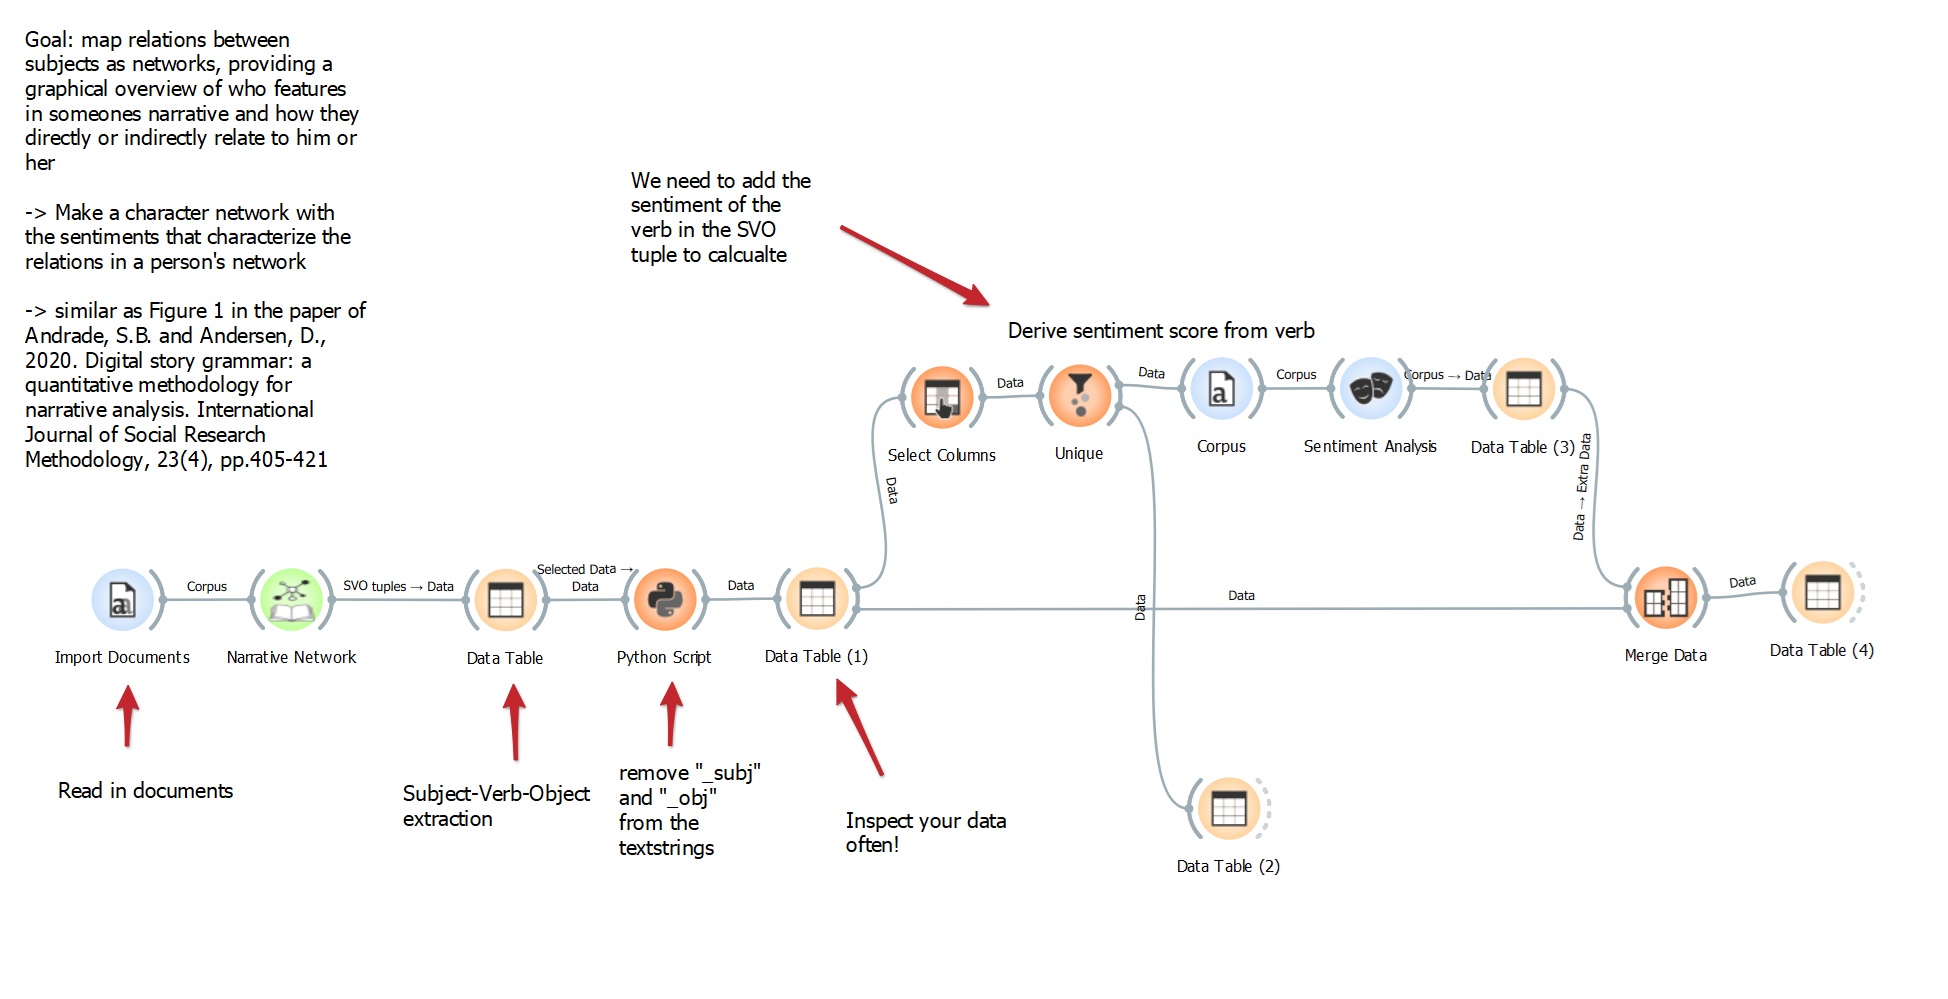 Goal: map relations between
subjects as networks, providing a
graphical overview of who features
in someones narrative and how they
directly or indirectly relate to him or
her
-> Make a character network with
the sentiments that characterize the
relations in a person's network
-> similar as Figure 1 in the paper of
Andrade, S.B. and Andersen, D.,
2020. Digital story grammar: a
quantitative methodology for
narrative analysis. International
Journal of Social Research
Methodology, 23(4), pp.405-421
We need to add the
sentiment of the
verb in the SVO
tuple to calcualte
Derive sentiment score from verb
Data
Data
Corpus
Corpus → Data
Select Columns
Unique
Corpus
Sentiment Analysis
Data Table (3)
Data
Data → Extra Data
Corpus
SVO tuples → Data
Selected Data →
Data
Data
Data
Data
Data
Import Documents
Narrative Network
Data Table
Python Script
Data Table (1)
Merge Data
Data Table (4)
Read in documents
Subject-Verb-Object
extraction
remove "_subj"
and "_obj"
from the
textstrings
Inspect your data
often!
Data Table (2)